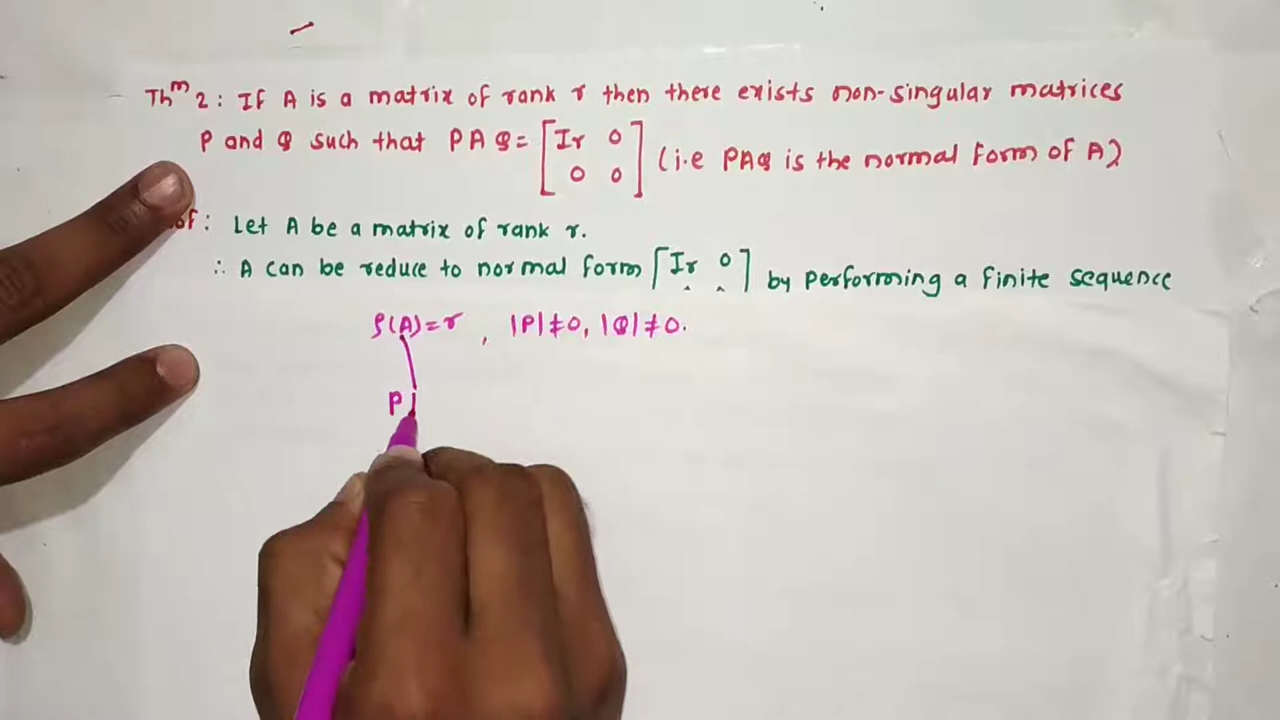 Thm 2: If A is a matrix of rank r then there exists non-singular matrices
P and Q such that PAQ = [Ir 0
0 0] (i.e PAQ is the normal form of A)
of: Let A be a matrix of rank r.
∴ A can be reduce to normal form [Ir 0] by performing a finite sequence
ρ(A)=r , |P|≠0, |Q|≠0.
P